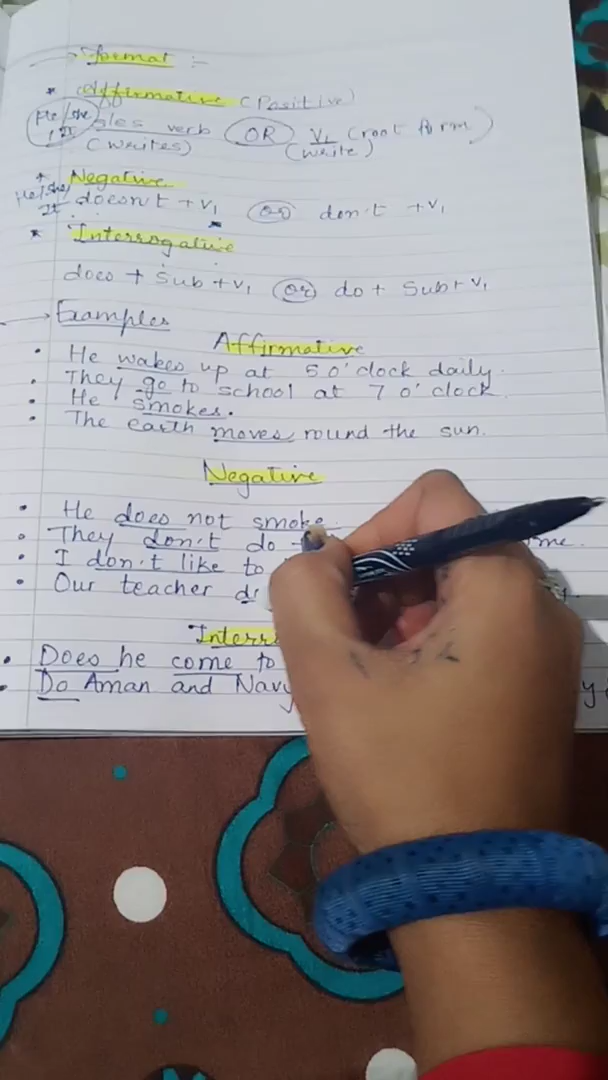 → Format :-
* Affirmative (Positive)
He/she/It s/es verb OR V1 (root form)
(writes) (write)
* Negative
He/she/It doesn't + V1 OR don't + V1
* Interrogative
does + Sub + V1 OR do + Sub + V1
→ Examples
Affirmative
• He wakes up at 5 o'clock daily.
• They go to school at 7 o'clock.
• He smokes.
• The earth moves round the sun.
Negative
• He does not smoke.
• They don't do
• I don't like to
• Our teacher
• Does he come to
• Do Aman and